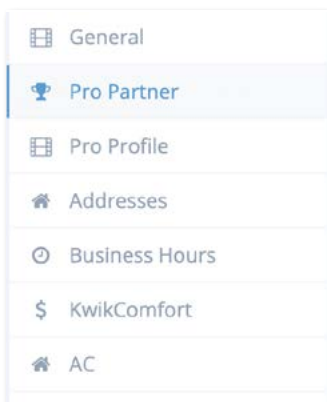 General
Pro Partner
Pro Profile
Addresses
Business Hours
KwikComfort
AC